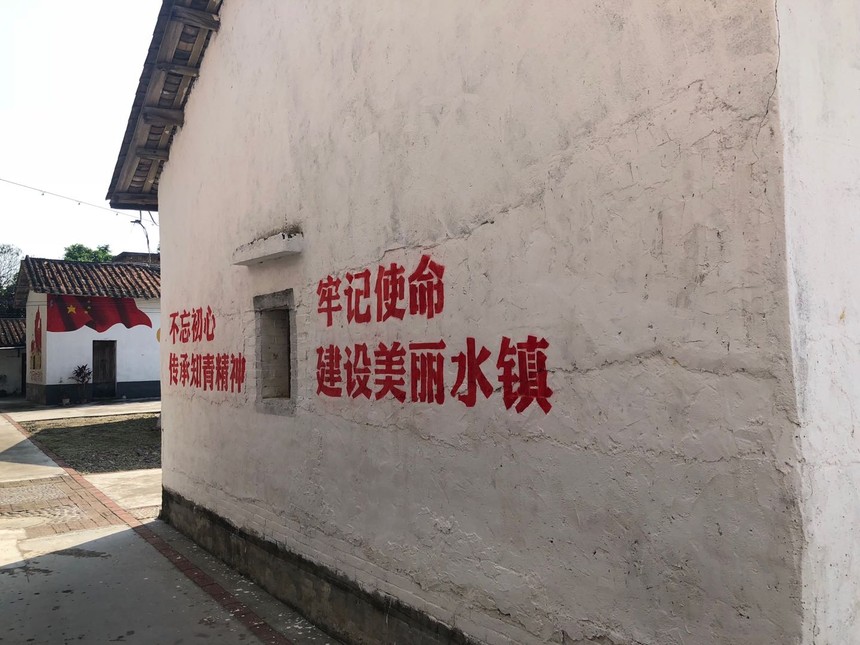 不忘初心
传承知青精神
牢记使命
建设美丽水镇